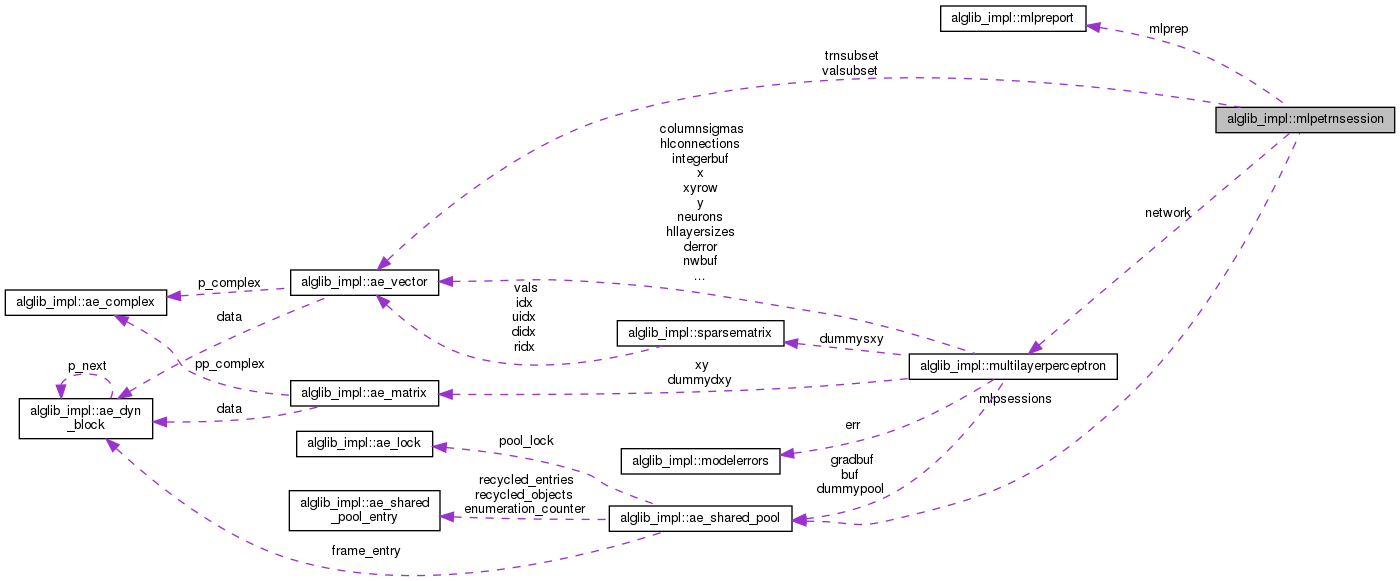 alglib_impl::mlpreport
mlprep
trnsubset
valsubset
alglib_impl::mlpetrnsession
columnsigmas
hlconnections
integerbuf
x
xyrow
y
neurons
hllayersizes
derror
nwbuf
...
network
alglib_impl::ae_vector
p_complex
alglib_impl::ae_complex
data
vals
idx
uidx
didx
ridx
alglib_impl::sparsematrix
dummysxy
alglib_impl::multilayerperceptron
p_next
pp_complex
xy
dummydxy
alglib_impl::ae_matrix
alglib_impl::ae_dyn
_block
data
mlpsessions
alglib_impl::ae_lock
pool_lock
err
alglib_impl::modelerrors
gradbuf
buf
dummypool
recycled_entries
recycled_objects
enumeration_counter
alglib_impl::ae_shared
_pool_entry
alglib_impl::ae_shared_pool
frame_entry